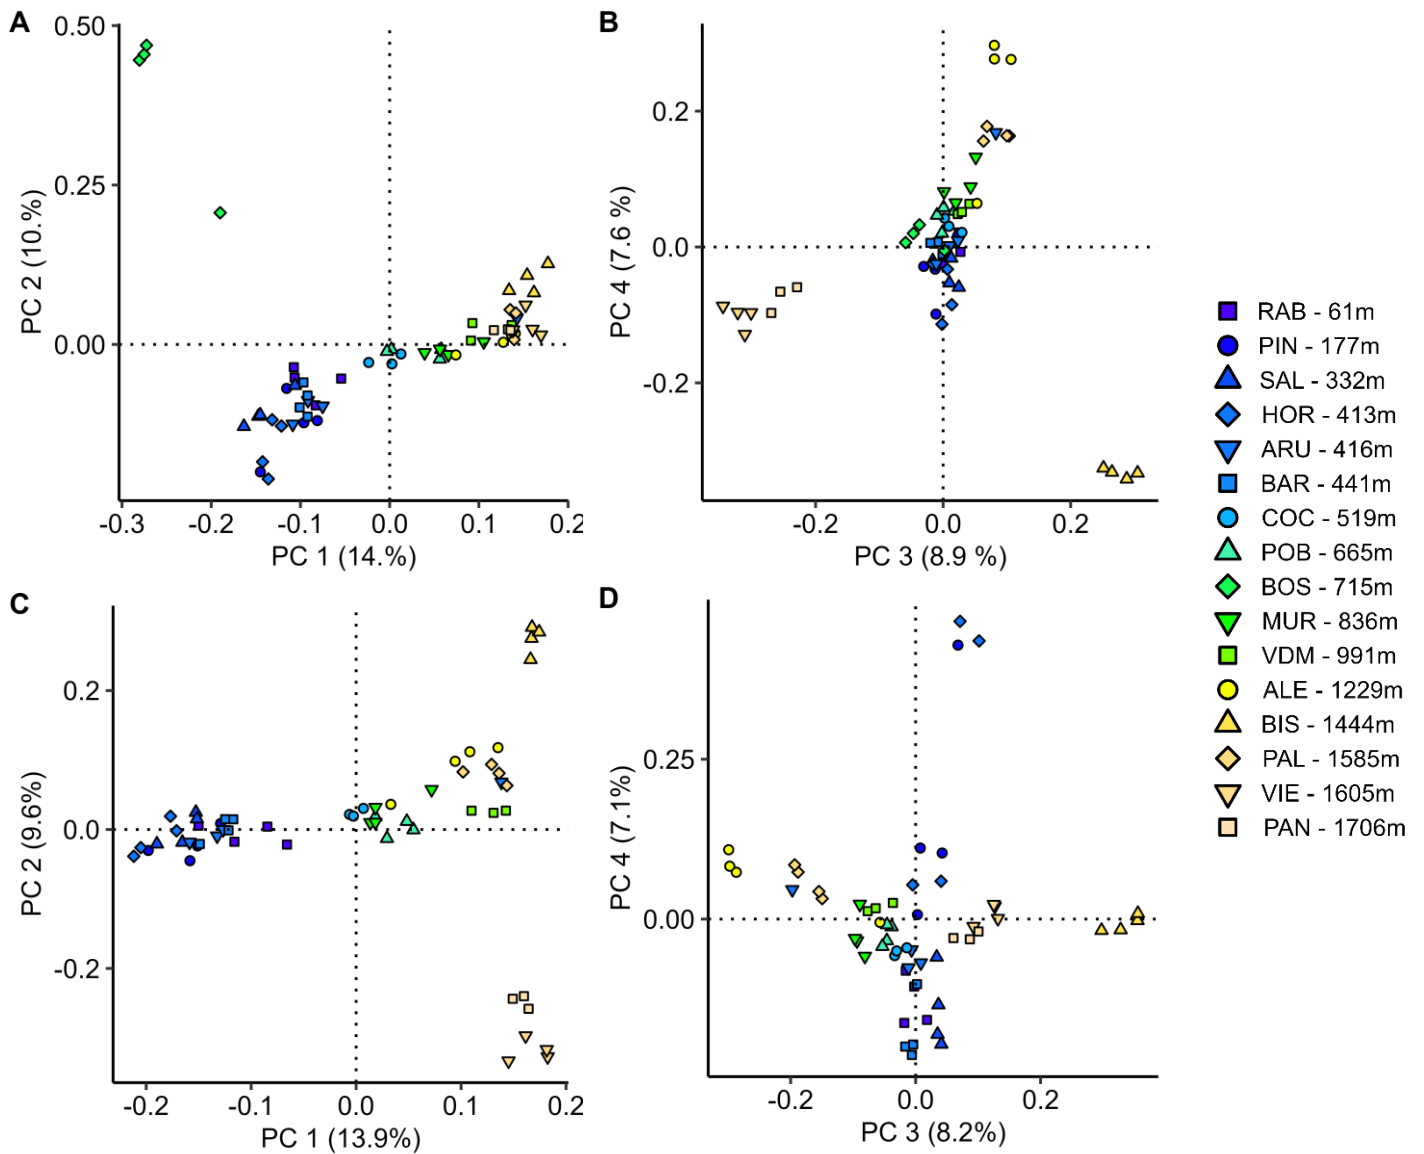 A
0.50
0.25
0.00
PC 2 (10.%)
-0.3
-0.2
-0.1
0.0
0.1
0.2
PC 1 (14.%)
B
0.2
0.0
-0.2
PC 4 (7.6 %)
-0.2
0.0
0.2
PC 3 (8.9 %)
C
0.2
0.0
-0.2
PC 2 (9.6%)
-0.2
-0.1
0.0
0.1
0.2
PC 1 (13.9%)
D
0.25
0.00
PC 4 (7.1%)
-0.2
0.0
0.2
PC 3 (8.2%)
RAB - 61m
PIN - 177m
SAL - 332m
HOR - 413m
ARU - 416m
BAR - 441m
COC - 519m
POB - 665m
BOS - 715m
MUR - 836m
VDM - 991m
ALE - 1229m
BIS - 1444m
PAL - 1585m
VIE - 1605m
PAN - 1706m